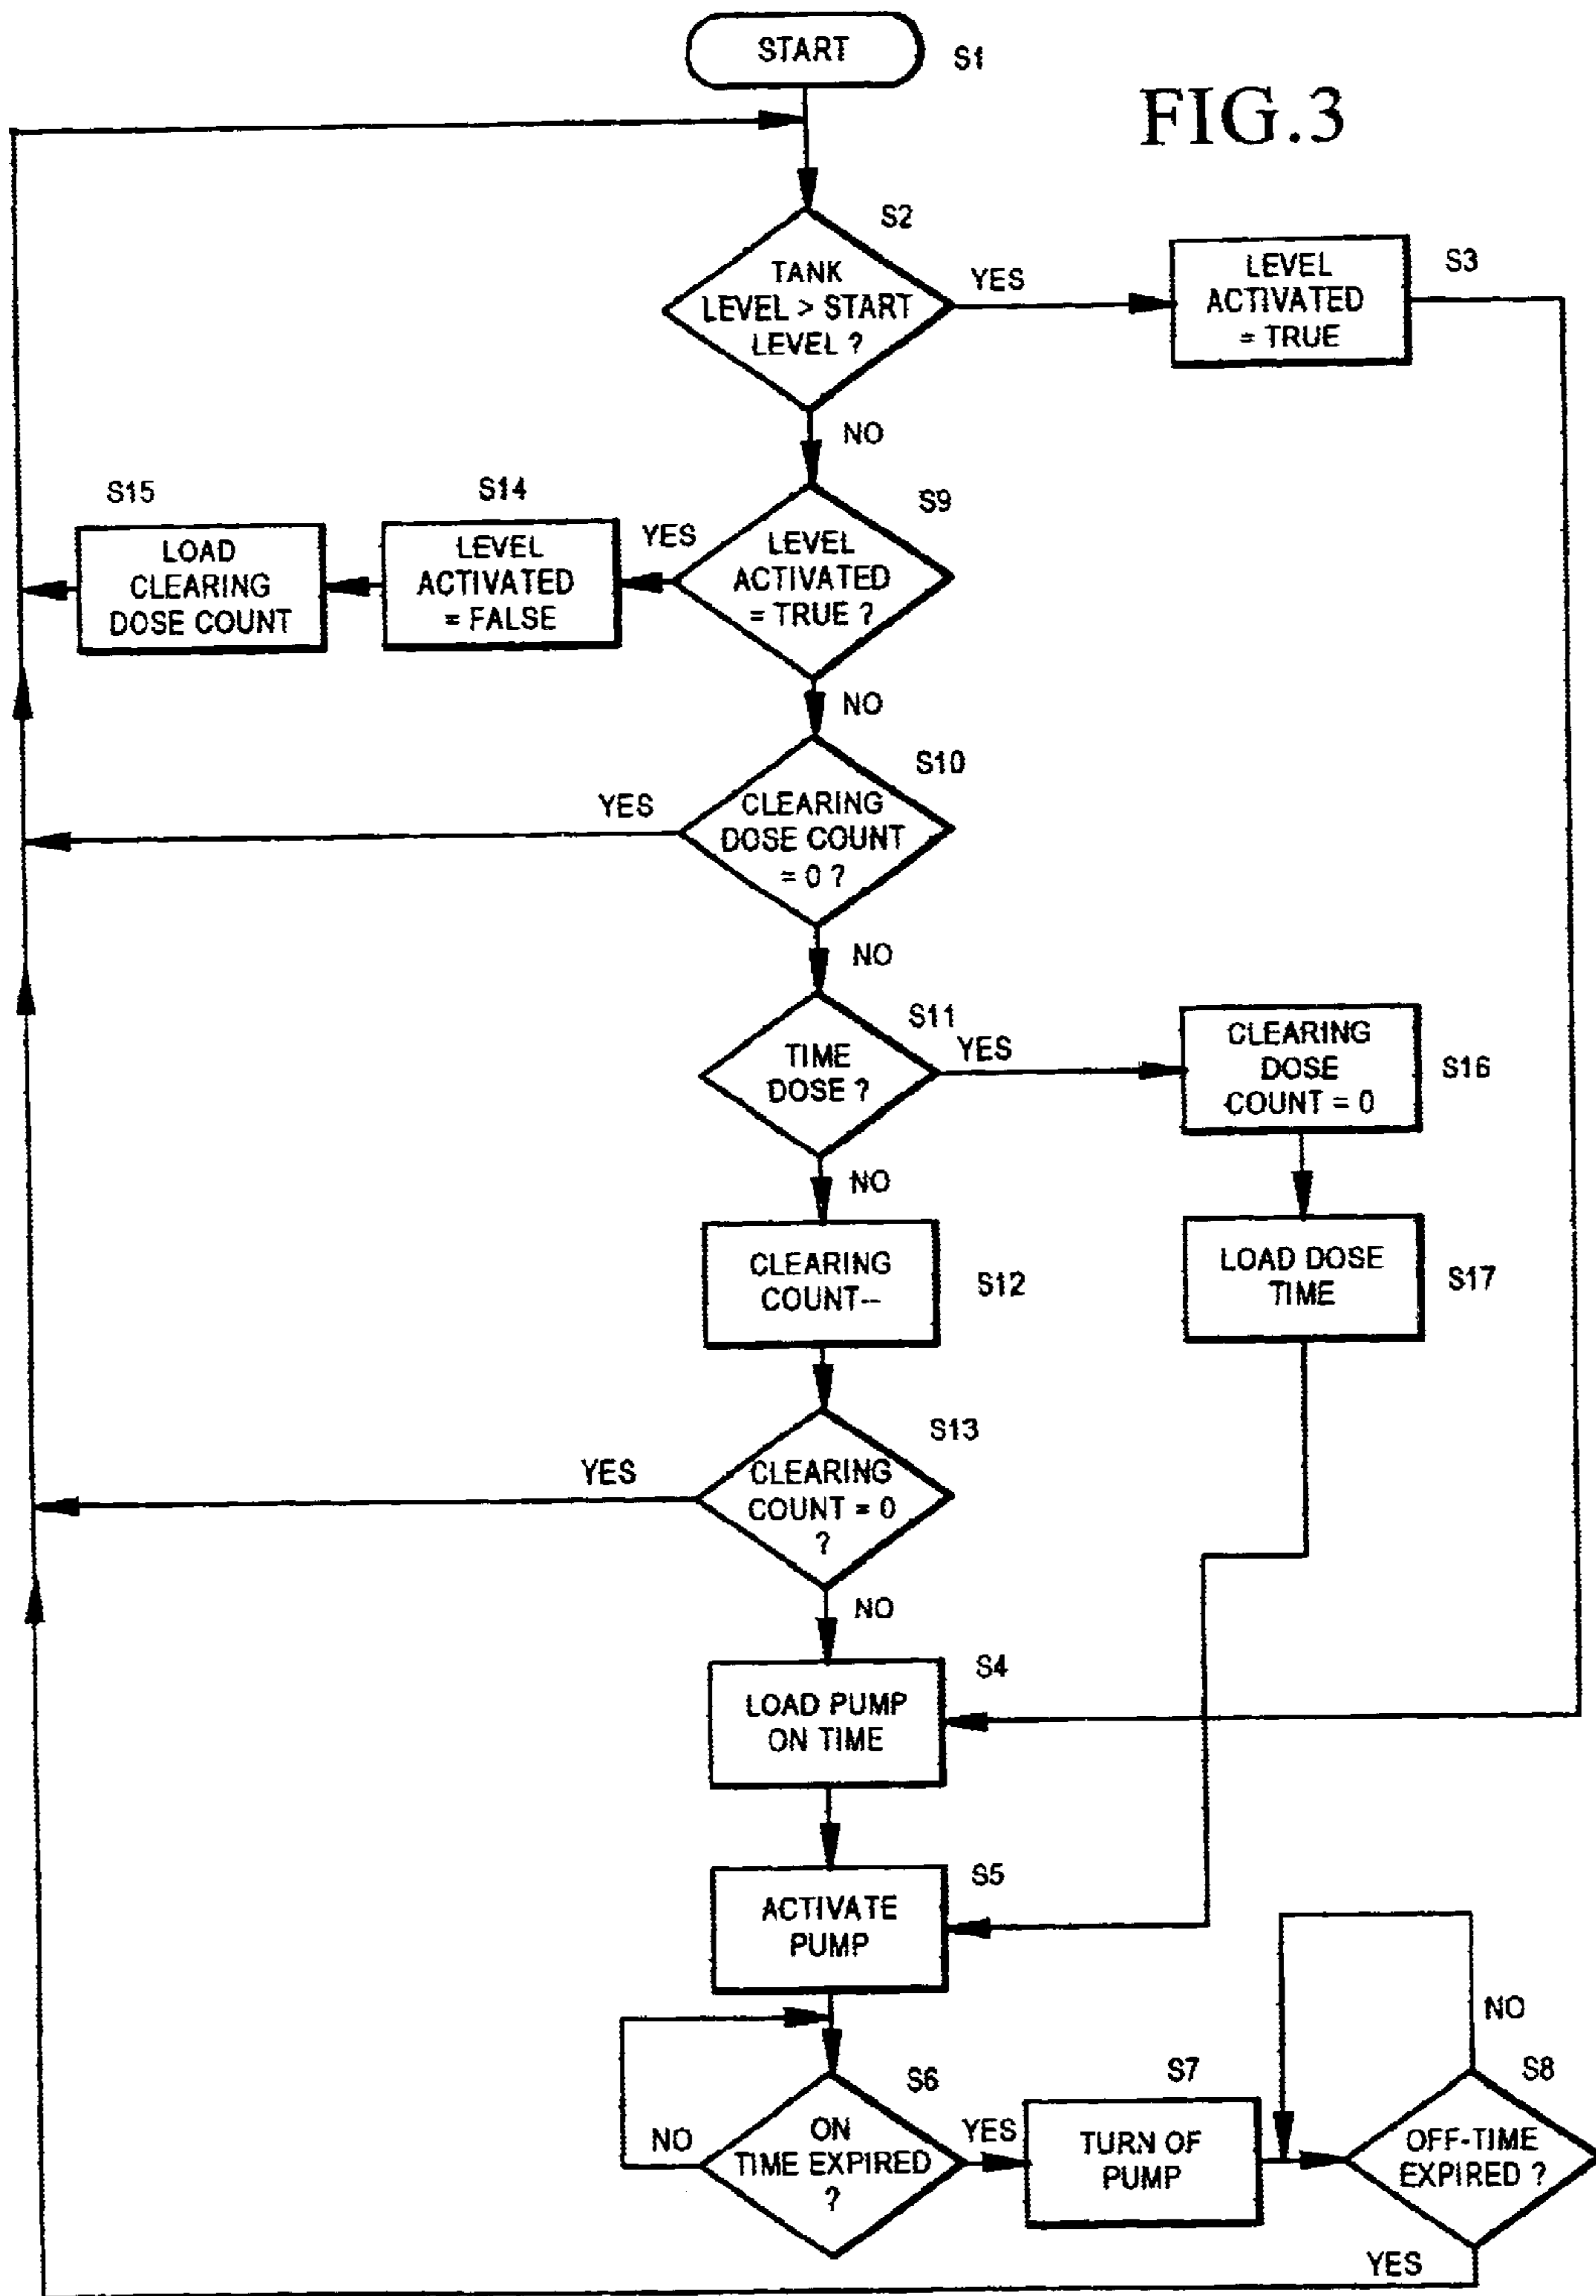 START
S1
FIG.3
S2
TANK
LEVEL > START
LEVEL ?
YES
LEVEL
ACTIVATED
= TRUE
S3
NO
S15
LOAD
CLEARING
DOSE COUNT
S14
LEVEL
ACTIVATED
= FALSE
YES
S9
LEVEL
ACTIVATED
= TRUE ?
NO
S10
YES
CLEARING
DOSE COUNT
= 0 ?
NO
S11
TIME
DOSE ?
YES
CLEARING
DOSE
COUNT = 0
S16
NO
CLEARING
COUNT--
S12
LOAD DOSE
TIME
S17
S13
YES
CLEARING
COUNT = 0
?
NO
S4
LOAD PUMP
ON TIME
S5
ACTIVATE
PUMP
NO
S6
ON
TIME EXPIRED
?
YES
S7
TURN OF
PUMP
NO
S8
OFF-TIME
EXPIRED ?
YES